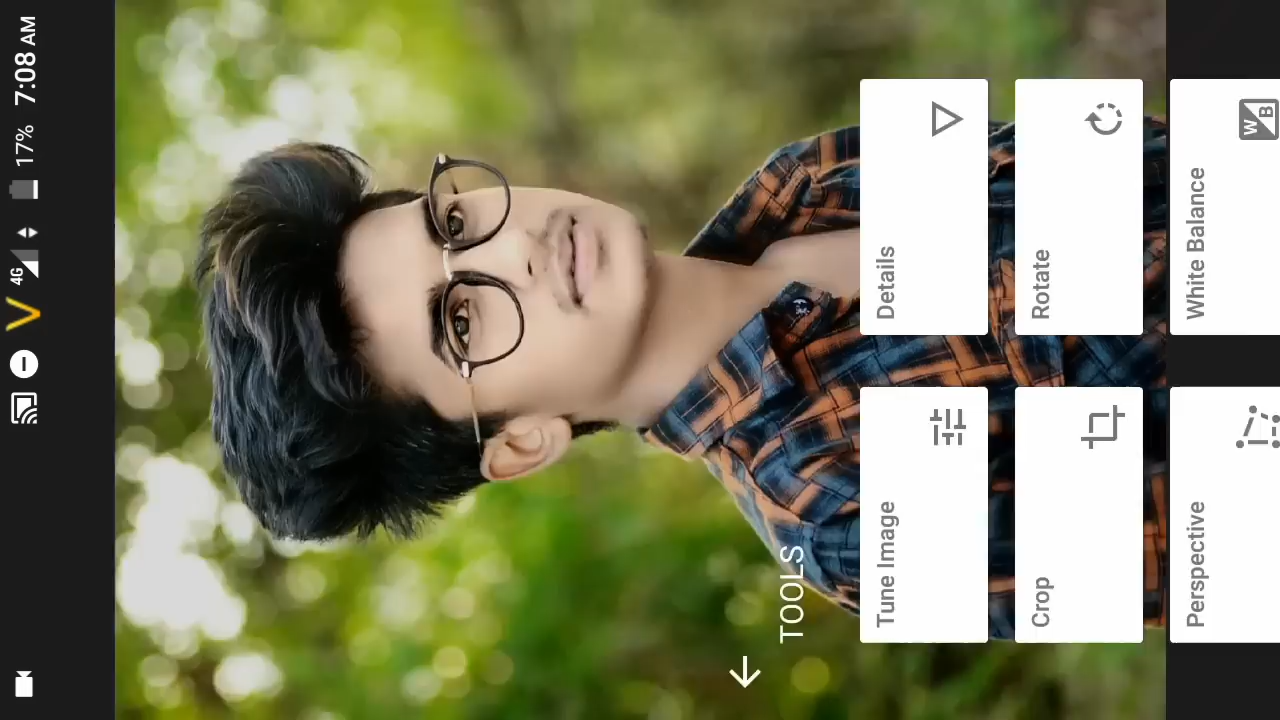 4G 17% 7:08 AM
TOOLS
Tune Image
Details
Crop
Rotate
Perspective
White Balance
W
B